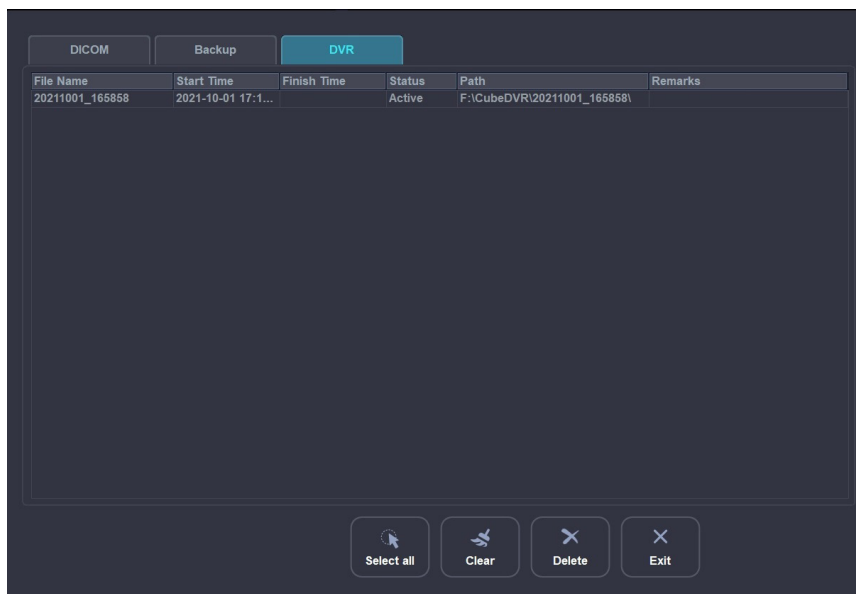 DICOM Backup DVR
File Name Start Time Finish Time Status Path Remarks
20211001_165858 2021-10-01 17:1... Active F:\CubeDVR\20211001_165858\
Select all Clear Delete Exit